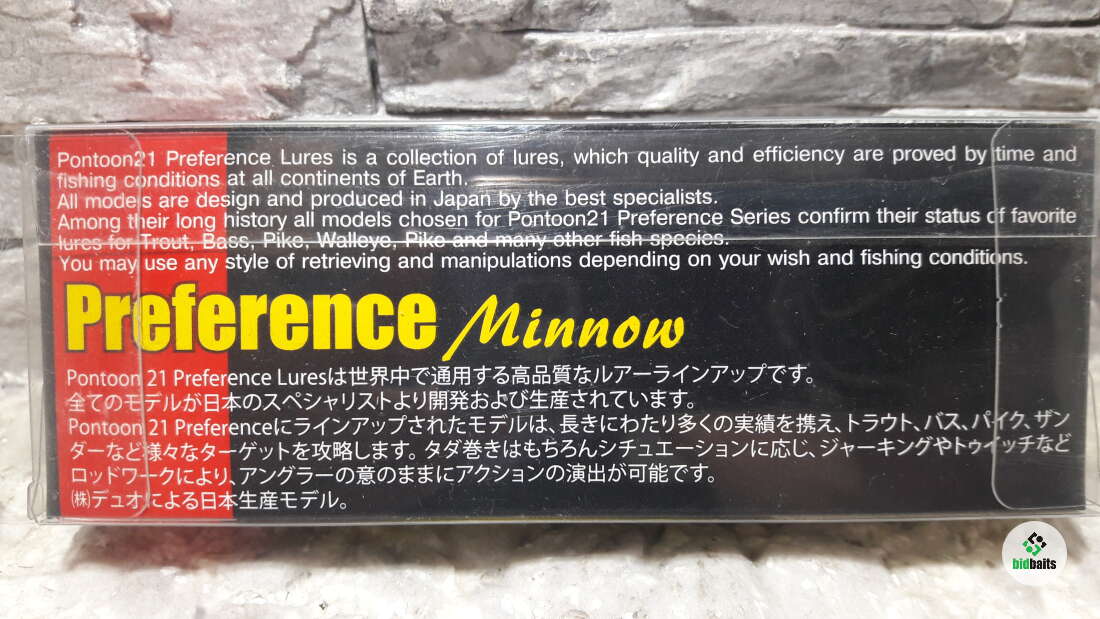 Pontoon21 Preference Lures is a collection of lures, which quality and efficiency are proved by time and
fishing conditions at all continents of Earth.
All models are design and produced in Japan by the best specialists.
Among their long history all models chosen for Pontoon21 Preference Series confirm their status of favorite
lures for Trout, Bass, Pike, Walleye, Pike and many other fish species.
You may use any style of retrieving and manipulations depending on your wish and fishing conditions.
Preference Minnow
Pontoon 21 Preference Luresは世界中で通用する高品質なルアーラインアップです。
全てのモデルが日本のスペシャリストより開発および生産されています。
Pontoon 21 Preferenceにラインアップされたモデルは、長きにわたり多くの実績を携え、トラウト、バス、パイク、ザン
ダーなど様々なターゲットを攻略します。タダ巻きはもちろんシチュエーションに応じ、ジャーキングやトゥイッチなど
ロッドワークにより、アングラーの意のままにアクションの演出が可能です。
㈱デュオによる日本生産モデル。
bidbaits